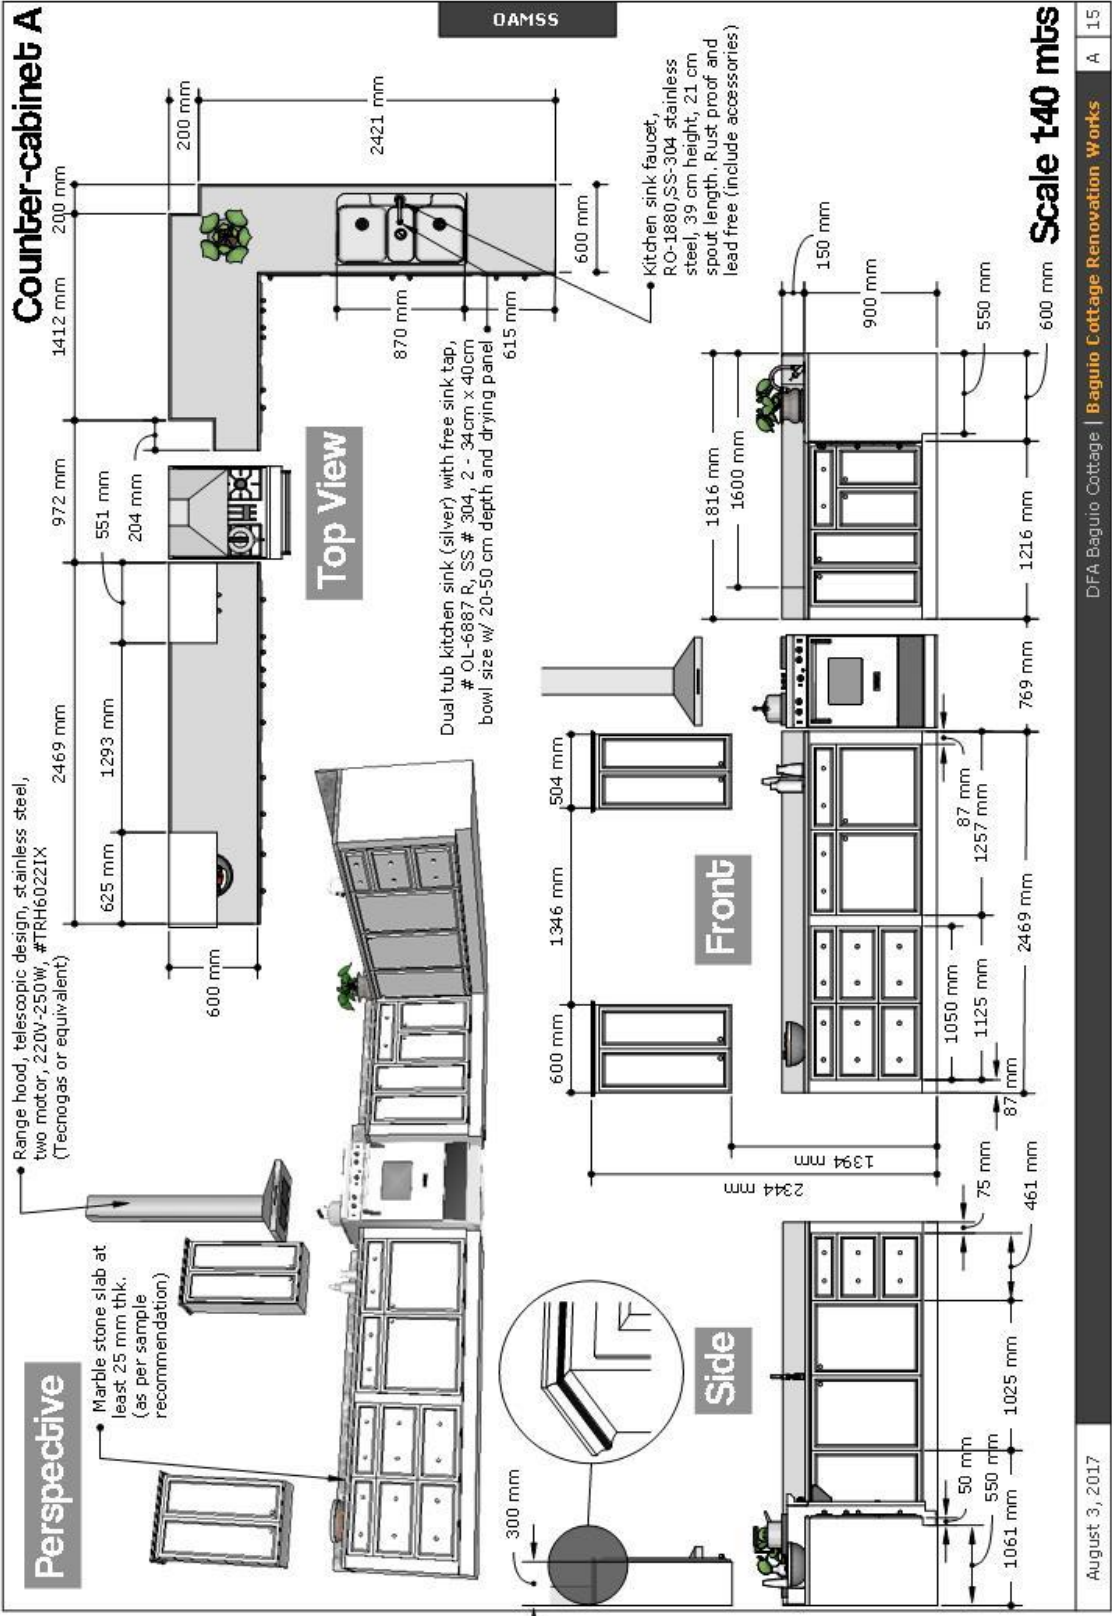 Counter-cabinet A
OAMSS
Perspective
Range hood, telescopic design, stainless steel,
two motor, 220V-250W, #TRH6022IX
(Tecnogas or equivalent)
Marble stone slab at
least 25 mm thk.
(as per sample
recommendation)
2469 mm
972 mm
1412 mm
200 mm
625 mm
1293 mm
551 mm
204 mm
200 mm
2421 mm
600 mm
600 mm
870 mm
615 mm
Top View
Dual tub kitchen sink (silver) with free sink tap,
# OL-6887 R, SS # 304, 2 - 34cm x 40cm
bowl size w/ 20-50 cm depth and drying panel
Kitchen sink faucet,
RO-1880,SS-304 stainless
steel, 39 cm height, 21 cm
spout length. Rust proof and
lead free (include accessories)
300 mm
Side
1061 mm
550 mm
50 mm
1025 mm
461 mm
75 mm
Front
600 mm
1346 mm
504 mm
2344 mm
1394 mm
87 mm
1050 mm
1125 mm
1257 mm
87 mm
2469 mm
769 mm
1216 mm
600 mm
550 mm
1816 mm
1600 mm
150 mm
900 mm
Scale 1:40 mts
August 3, 2017
DFA Baguio Cottage | Baguio Cottage Renovation Works
A
15